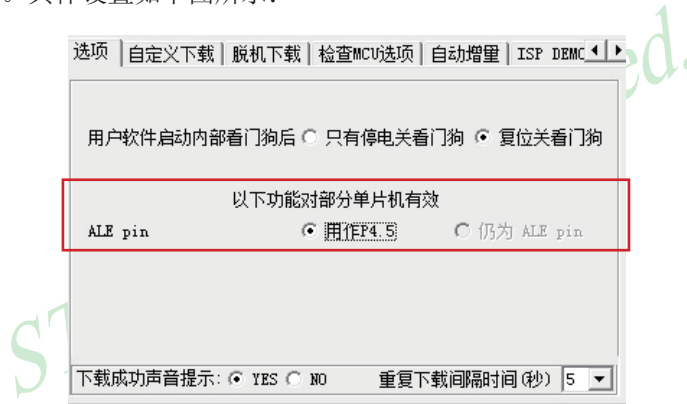 。具体设置如下图所示:
选项 自定义下载 脱机下载 检查MCU选项 自动增量 ISP DEMO
用户软件启动内部看门狗后 只有停电关看门狗 复位关看门狗
以下功能对部分单片机有效
ALE pin 用作P4.5 仍为 ALE pin
下载成功声音提示: YES NO 重复下载间隔时间(秒) 5